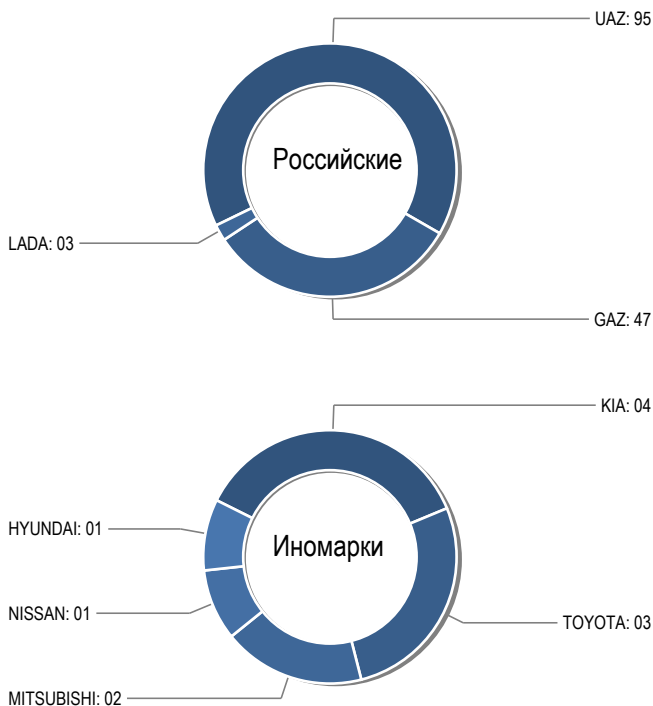 UAZ: 95
Российские
LADA: 03
GAZ: 47
KIA: 04
HYUNDAI: 01
Иномарки
NISSAN: 01
TOYOTA: 03
MITSUBISHI: 02